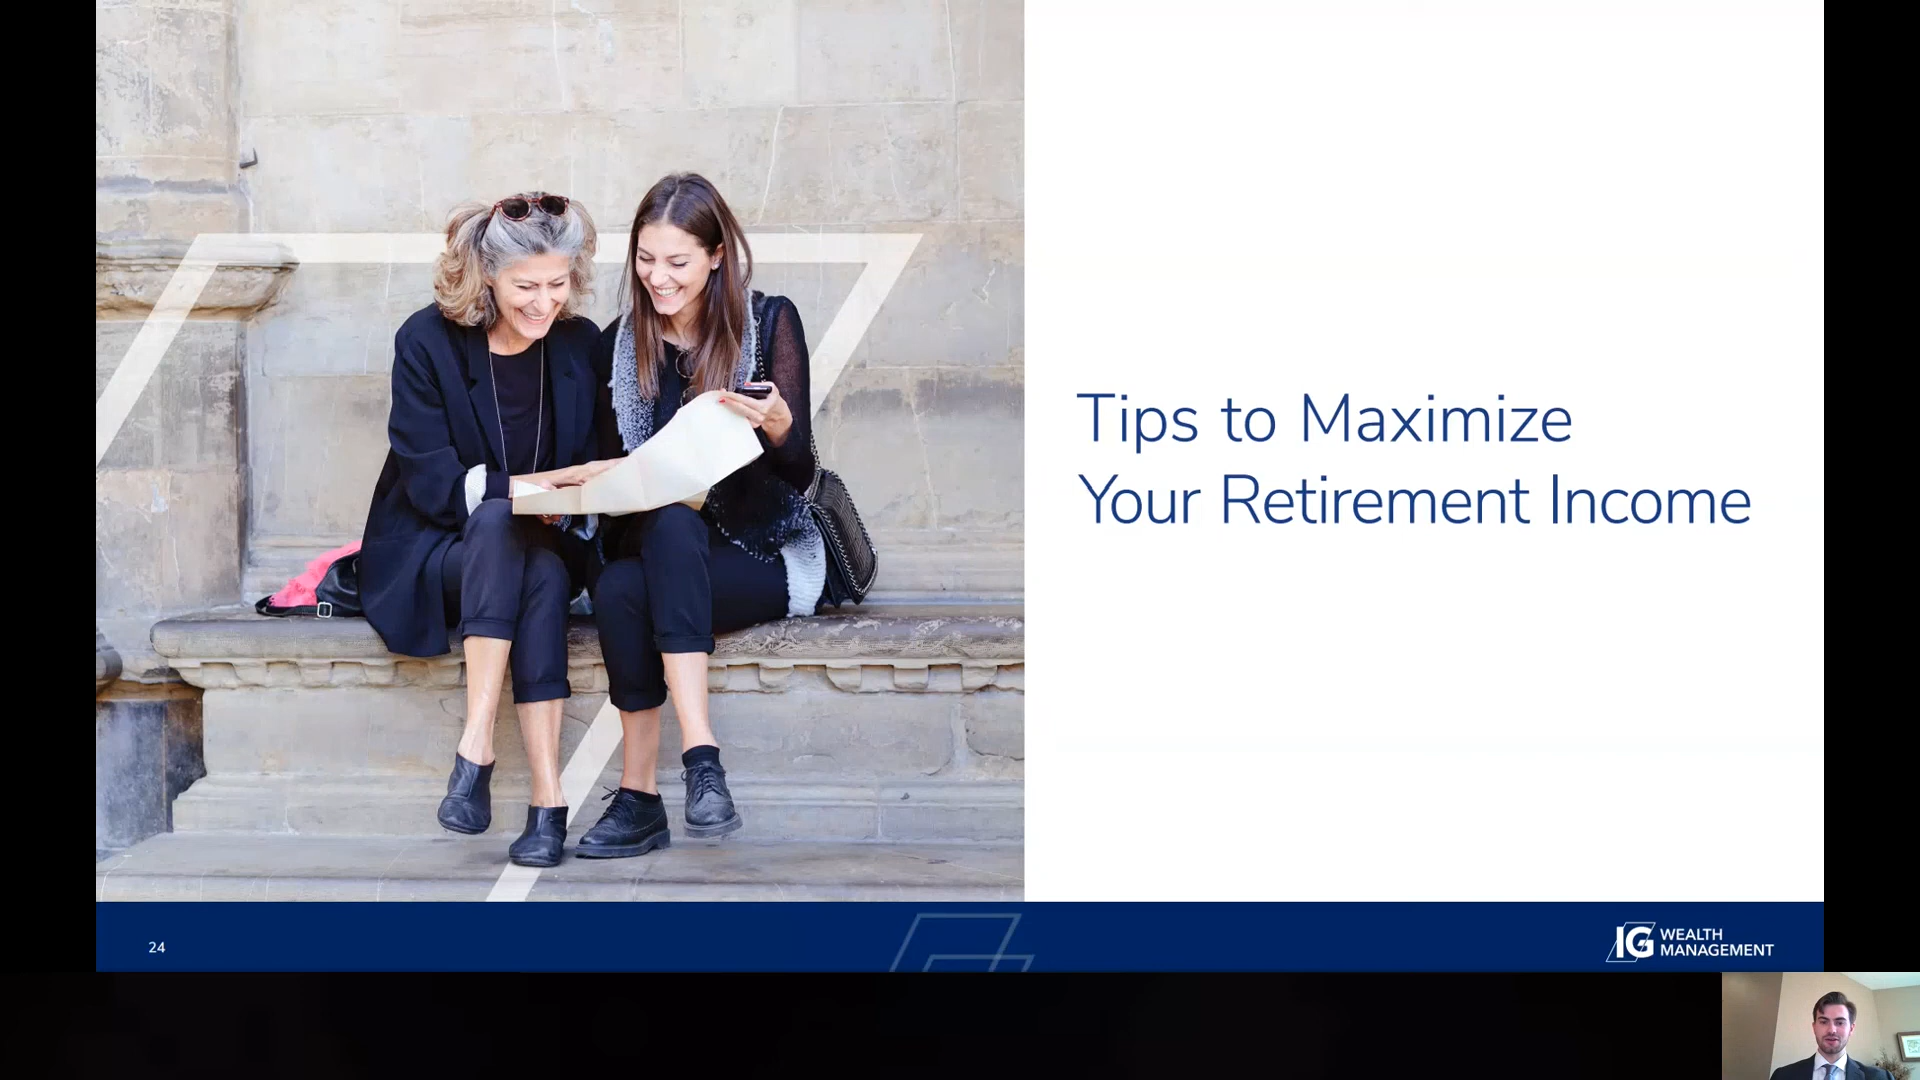 Tips to Maximize
Your Retirement Income
24
IG WEALTH
MANAGEMENT